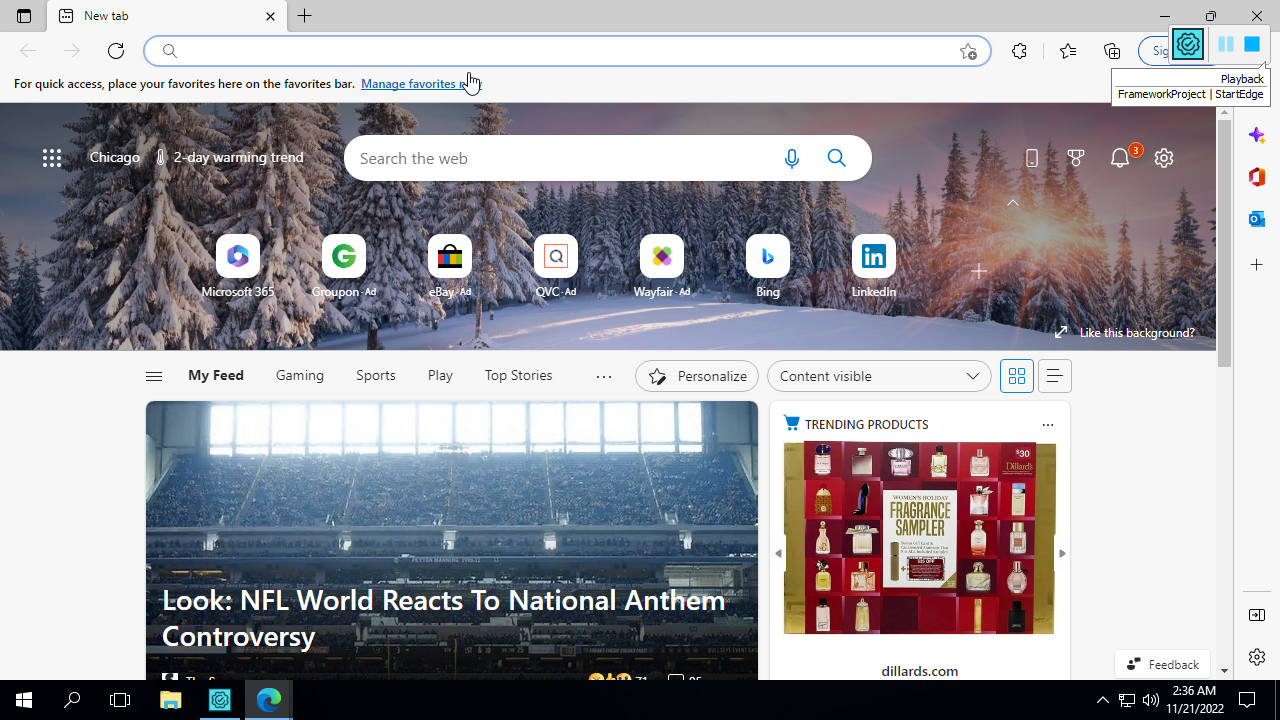 New tab
Sig
Playback
FrameworkProject | StartEdge
For quick access, place your favorites here on the favorites bar. Manage favorites
Chicago 2-day warming trend
Search the web
3
Microsoft 365
Groupon · Ad
eBay · Ad
QVC · Ad
Wayfair · Ad
Bing
LinkedIn
Like this background?
My Feed
Gaming
Sports
Play
Top Stories
Personalize
Content visible
TRENDING PRODUCTS
$30
Dillard's
WOMEN'S HOLIDAY
FRAGRANCE
SAMPLER
PEYTON MANNING
Look: NFL World Reacts To National Anthem
Controversy
dillards.com
Feedback
2:36 AM
11/21/2022